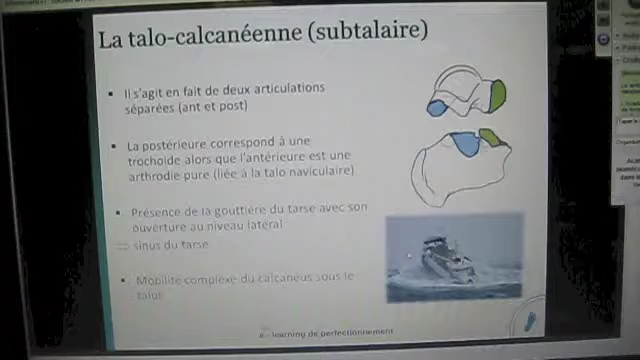 La talo-calcanéenne (subtalaire)
Il s'agit en fait de deux articulations
séparées (ant et post)
La postérieure correspond à une
trochoïde alors que l'antérieure est une
arthrodie pure (liée à la talo naviculaire)
Présence de la gouttière du tarse avec son
ouverture au niveau latéral
sinus du tarse
Mobilité complexe du calcanéus sous le
talus
e - learning de perfectionnement